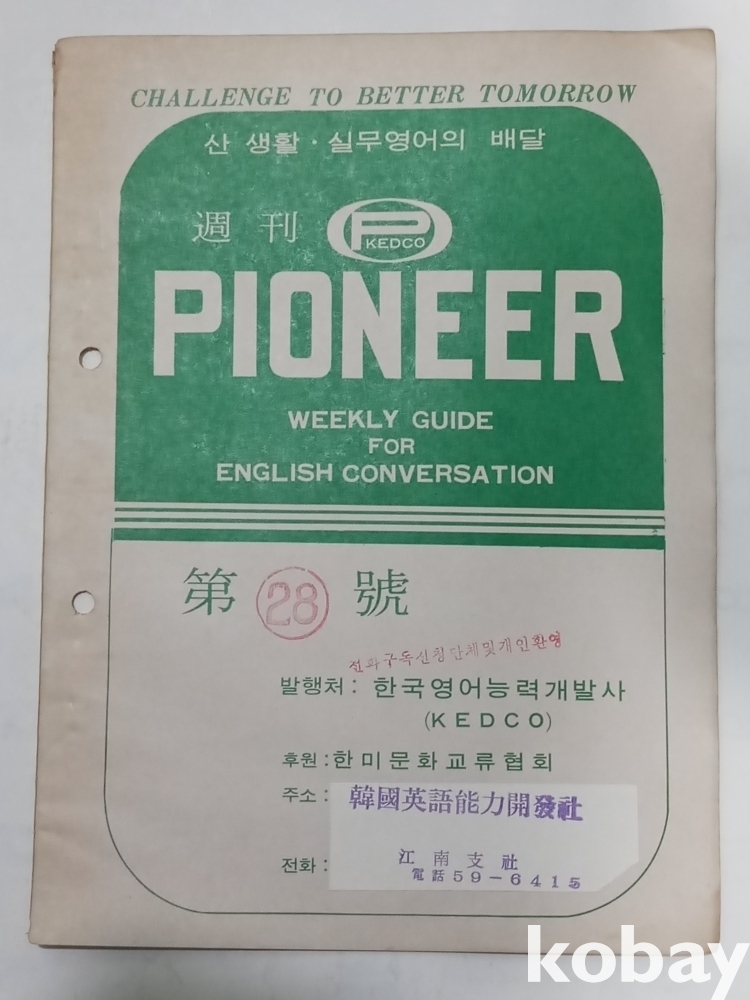 CHALLENGE TO BETTER TOMORROW
산 생활·실무영어의 배달
週刊 P KEDCO
PIONEER
WEEKLY GUIDE
FOR
ENGLISH CONVERSATION
第 28 號
전화구독신청단체및개인환영
발행처: 한국영어능력개발사
(KEDCO)
후원: 한미문화교류협회
주소: 韓國英語能力開發社
江南支社
전화: 電話 59-6415
kobay